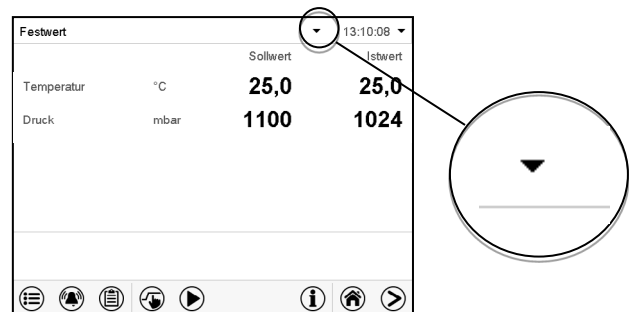 Festwert 13:10:08
Sollwert Istwert
Temperatur °C 25,0 25,0
Druck mbar 1100 1024